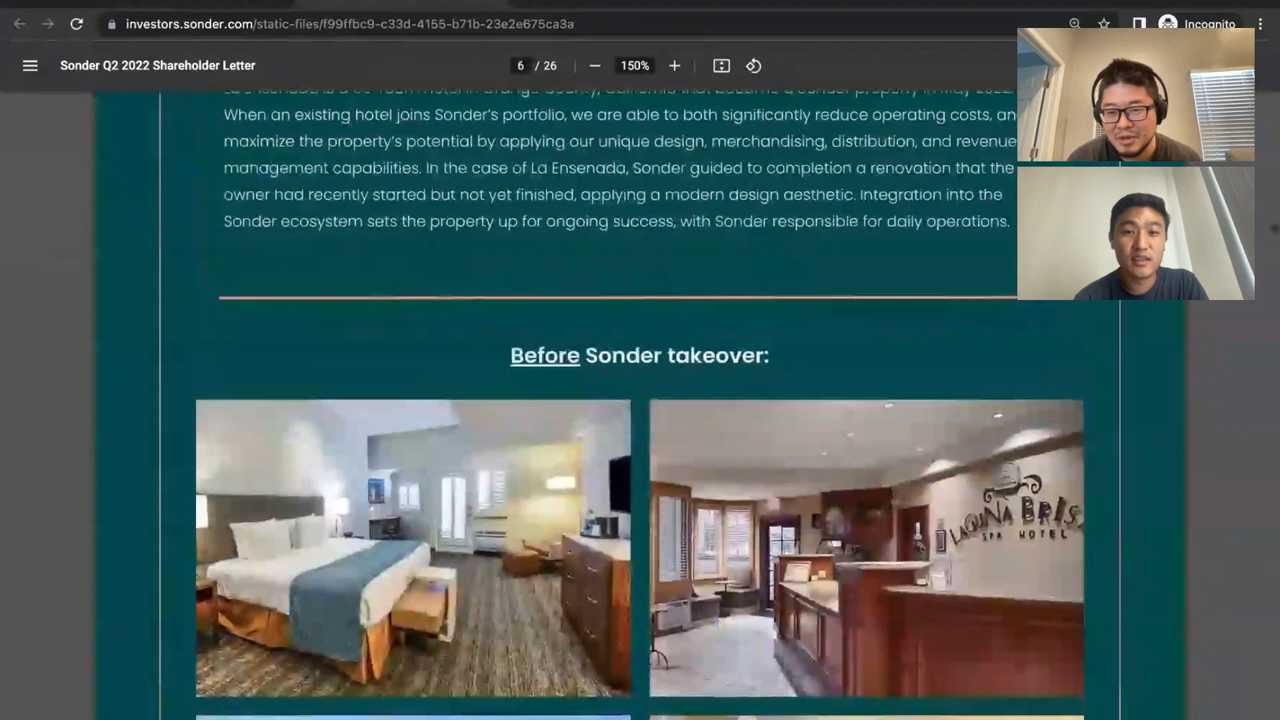 investors.sonder.com/static-files/f99ffbc9-c33d-4155-b71b-23e2e675ca3a
Incognito
Sonder Q2 2022 Shareholder Letter
6 / 26
150%
When an existing hotel joins Sonder's portfolio, we are able to both significantly reduce operating costs, an
maximize the property's potential by applying our unique design, merchandising, distribution, and revenue
management capabilities. In the case of La Ensenada, Sonder guided to completion a renovation that the
owner had recently started but not yet finished, applying a modern design aesthetic. Integration into the
Sonder ecosystem sets the property up for ongoing success, with Sonder responsible for daily operations.
Before Sonder takeover:
LAGUNA BRIS
SPA HOTEL